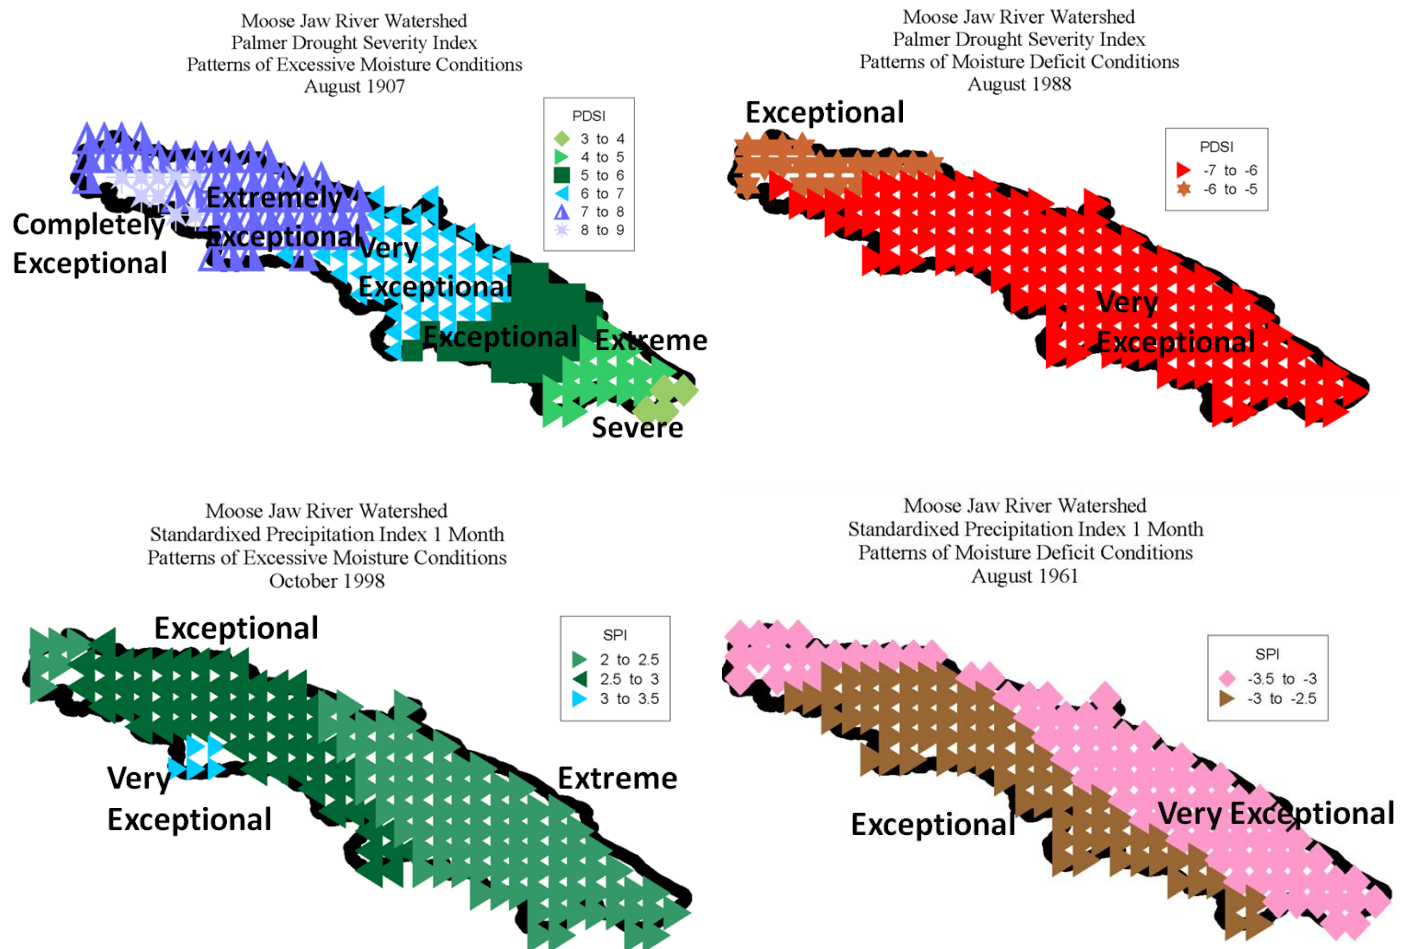 Moose Jaw River Watershed
Palmer Drought Severity Index
Patterns of Excessive Moisture Conditions
August 1907
PDSI
3 to 4
4 to 5
5 to 6
6 to 7
7 to 8
8 to 9
Completely
Exceptional
Extremely
Exceptional
Very
Exceptional
Exceptional
Extreme
Severe
Moose Jaw River Watershed
Palmer Drought Severity Index
Patterns of Moisture Deficit Conditions
August 1988
Exceptional
PDSI
-7 to -6
-6 to -5
Very
Exceptional
Moose Jaw River Watershed
Standardixed Precipitation Index 1 Month
Patterns of Excessive Moisture Conditions
October 1998
Exceptional
SPI
2 to 2.5
2.5 to 3
3 to 3.5
Very
Exceptional
Extreme
Moose Jaw River Watershed
Standardixed Precipitation Index 1 Month
Patterns of Moisture Deficit Conditions
August 1961
SPI
-3.5 to -3
-3 to -2.5
Exceptional
Very Exceptional